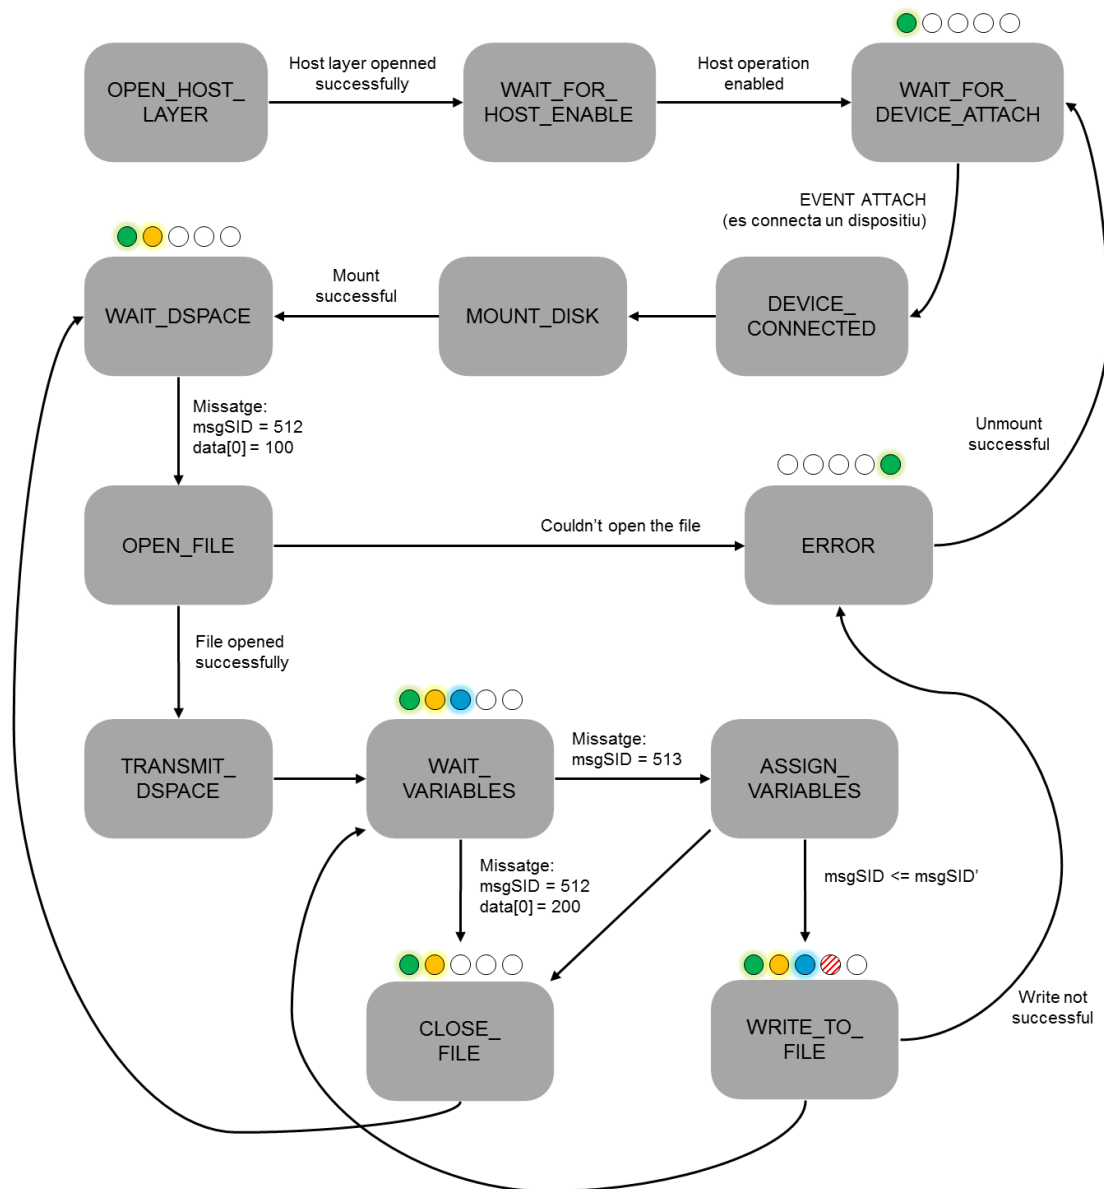 OPEN_HOST_
LAYER
Host layer openned
successfully
WAIT_FOR_
HOST_ENABLE
Host operation
enabled
WAIT_FOR_
DEVICE_ATTACH
EVENT ATTACH
(es connecta un dispositiu)
WAIT_DSPACE
Mount
successful
MOUNT_DISK
DEVICE_
CONNECTED
Missatge:
msgSID = 512
data[0] = 100
Unmount
successful
OPEN_FILE
Couldn't open the file
ERROR
File opened
successfully
TRANSMIT_
DSPACE
WAIT_
VARIABLES
Missatge:
msgSID = 513
ASSIGN_
VARIABLES
Missatge:
msgSID = 512
data[0] = 200
msgSID <= msgSID'
CLOSE_
FILE
WRITE_TO_
FILE
Write not
successful